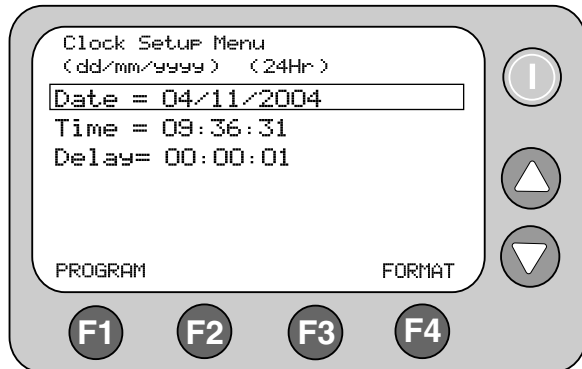 Clock Setup Menu
(dd/mm/yyyy) (24Hr)
Date = 04/11/2004
Time = 09:36:31
Delay= 00:00:01
PROGRAM FORMAT
F1 F2 F3 F4